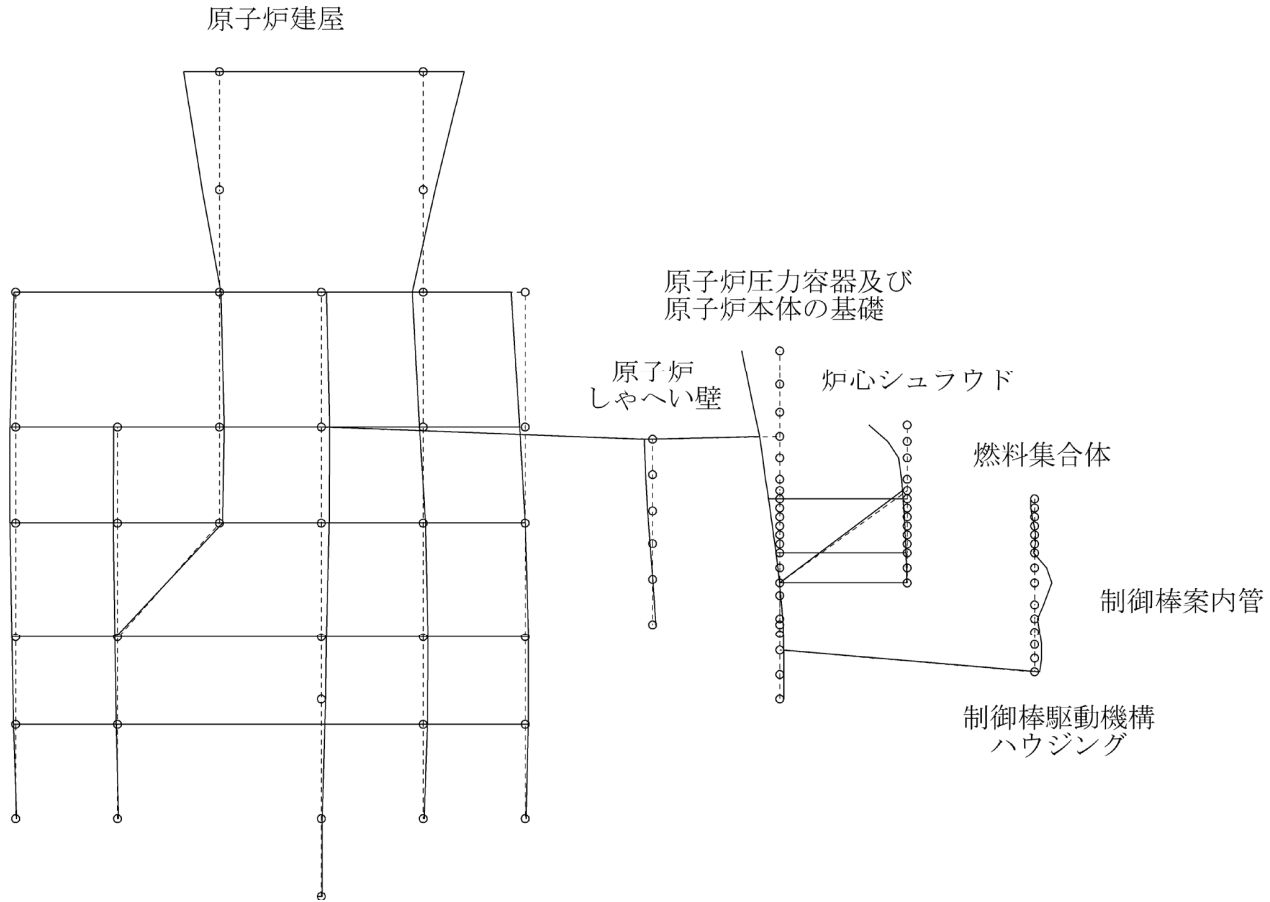 原子炉建屋
原子炉圧力容器及び
原子炉本体の基礎
原子炉
しゃへい壁
炉心シュラウド
燃料集合体
制御棒案内管
制御棒駆動機構
ハウジング